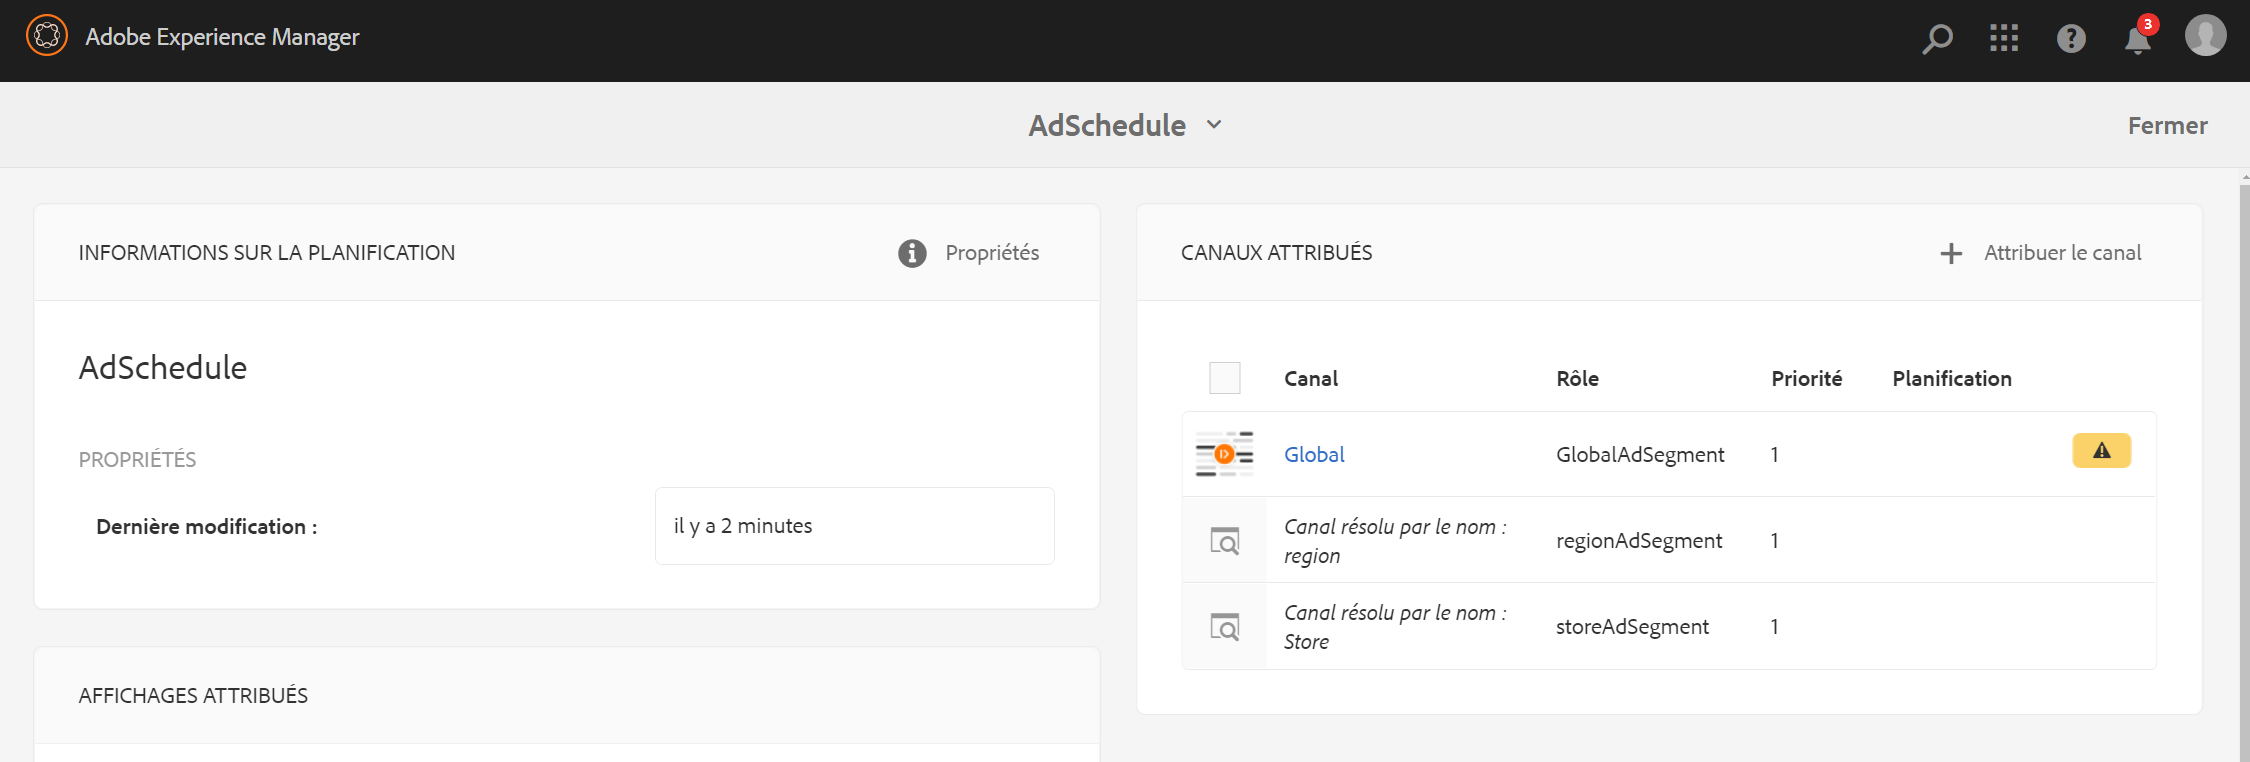 Adobe Experience Manager
3
AdSchedule
Fermer
INFORMATIONS SUR LA PLANIFICATION
Propriétés
AdSchedule
PROPRIÉTÉS
Dernière modification :
il y a 2 minutes
AFFICHAGES ATTRIBUÉS
CANAUX ATTRIBUÉS
Attribuer le canal
Canal Rôle Priorité Planification
Global GlobalAdSegment 1
Canal résolu par le nom :
region
regionAdSegment 1
Canal résolu par le nom :
Store
storeAdSegment 1